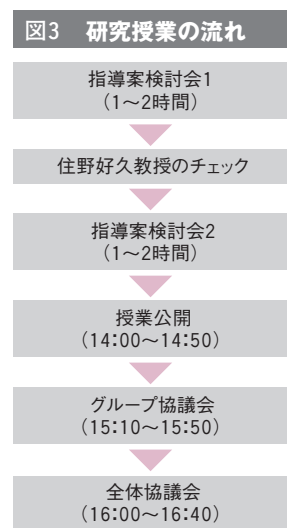 図3 研究授業の流れ
指導案検討会1
（1～2時間）
住野好久教授のチェック
指導案検討会2
（1～2時間）
授業公開
（14：00～14：50）
グループ協議会
（15：10～15：50）
全体協議会
（16：00～16：40）